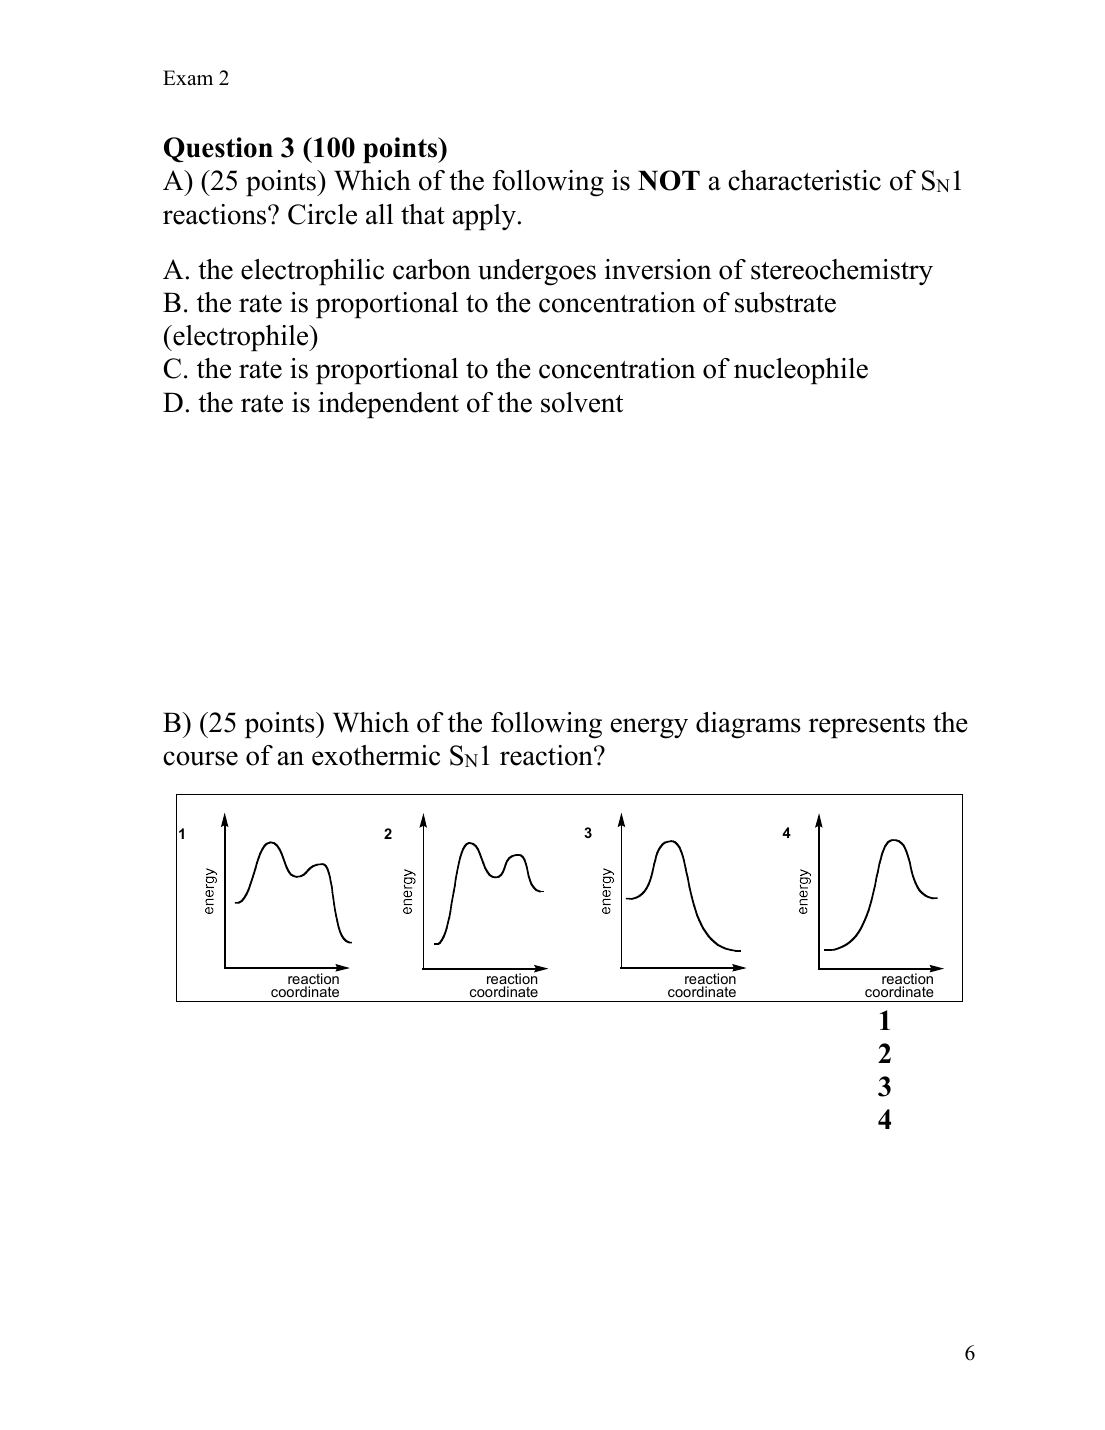 Exam 2
Question 3 (100 points)
A) (25 points) Which of the following is NOT a characteristic of SN1
reactions? Circle all that apply.
A. the electrophilic carbon undergoes inversion of stereochemistry
B. the rate is proportional to the concentration of substrate
(electrophile)
C. the rate is proportional to the concentration of nucleophile
D. the rate is independent of the solvent
B) (25 points) Which of the following energy diagrams represents the
course of an exothermic SN1 reaction?
1
energy
reaction
coordinate
2
energy
reaction
coordinate
3
energy
reaction
coordinate
4
energy
reaction
coordinate
1
2
3
4
6